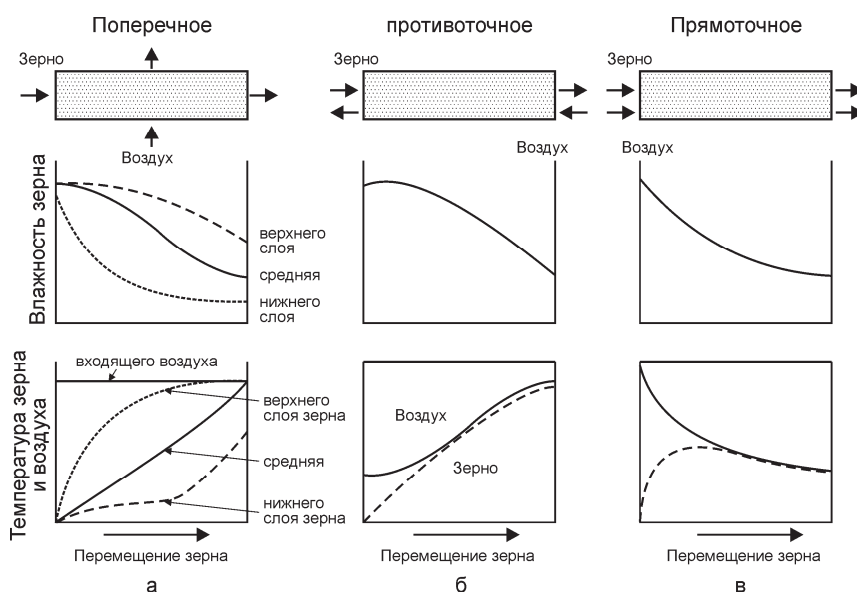 Поперечное
противоточное
Прямоточное
Зерно
Зерно
Зерно
Воздух
Воздух
Воздух
Влажность зерна
верхнего
слоя
средняя
нижнего
слоя
Температура зерна
и воздуха
входящего воздуха
верхнего
слоя зерна
средняя
нижнего
слоя зерна
Воздух
Зерно
Перемещение зерна
Перемещение зерна
Перемещение зерна
а
б
в